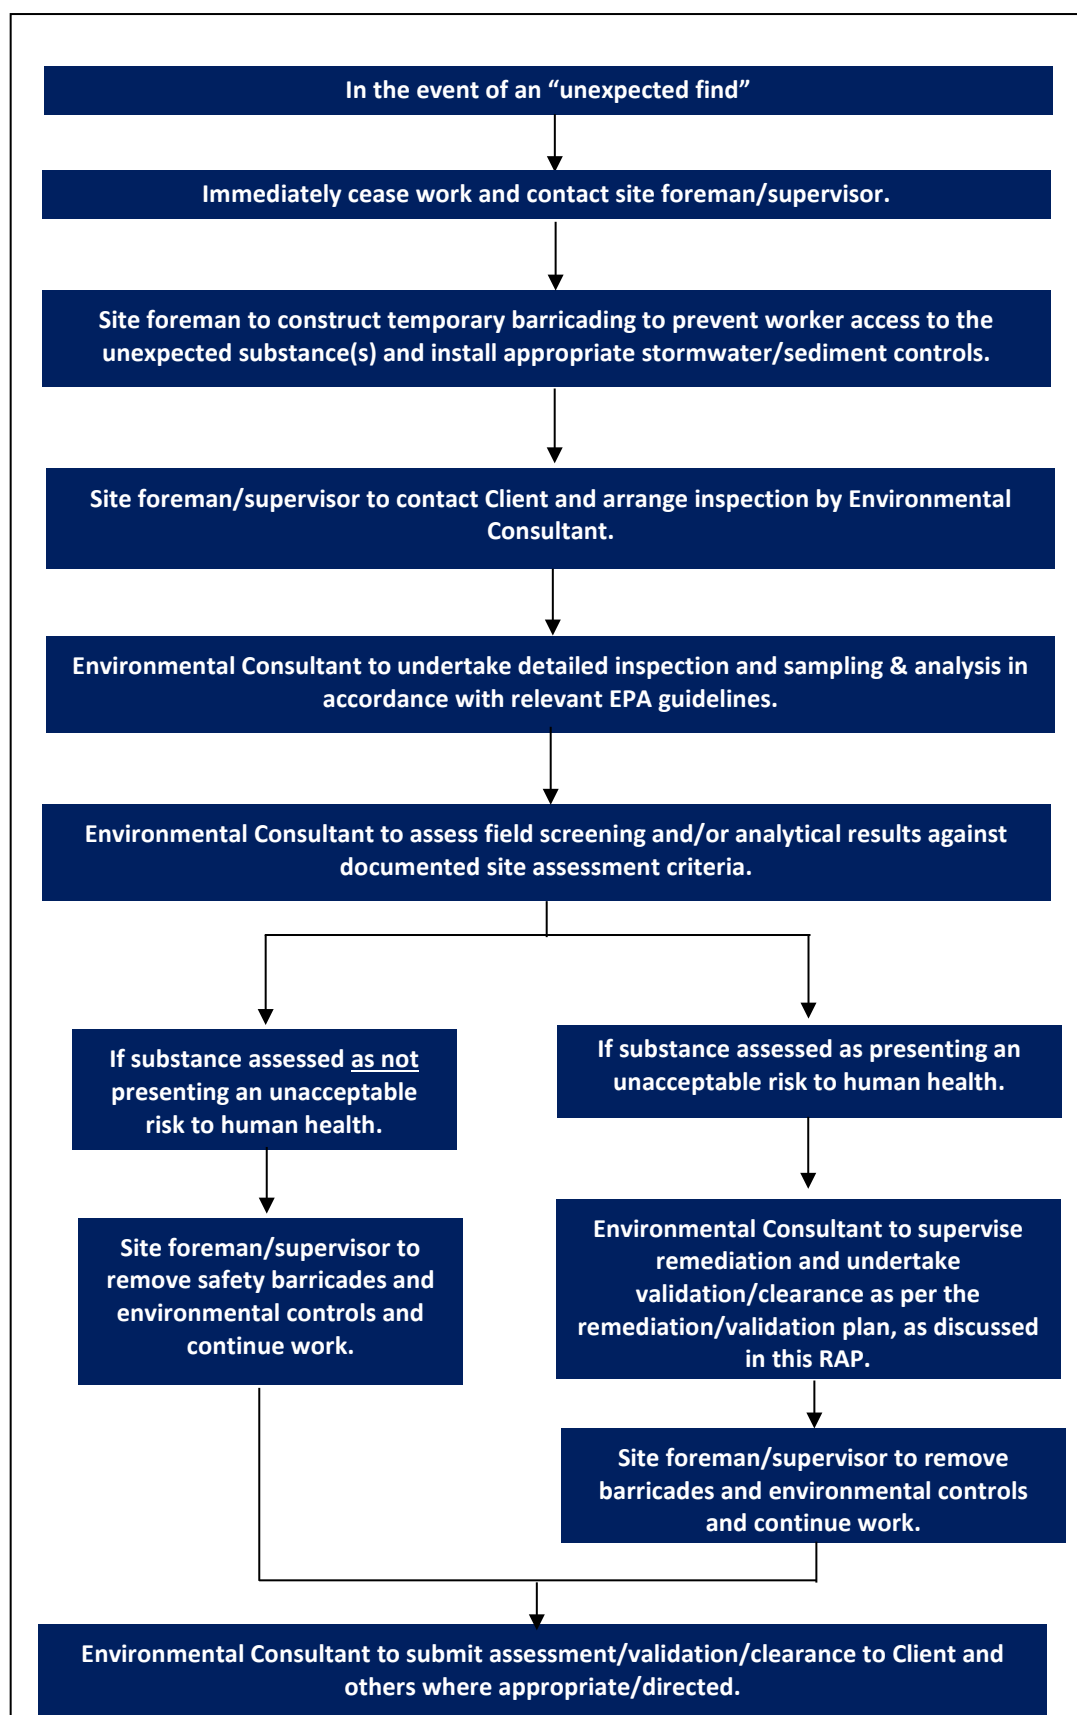 In the event of an “unexpected find”
Immediately cease work and contact site foreman/supervisor.
Site foreman to construct temporary barricading to prevent worker access to the
unexpected substance(s) and install appropriate stormwater/sediment controls.
Site foreman/supervisor to contact Client and arrange inspection by Environmental
Consultant.
Environmental Consultant to undertake detailed inspection and sampling & analysis in
accordance with relevant EPA guidelines.
Environmental Consultant to assess field screening and/or analytical results against
documented site assessment criteria.
If substance assessed as not
presenting an unacceptable
risk to human health.
If substance assessed as presenting an
unacceptable risk to human health.
Site foreman/supervisor to
remove safety barricades and
environmental controls and
continue work.
Environmental Consultant to supervise
remediation and undertake
validation/clearance as per the
remediation/validation plan, as discussed
in this RAP.
Site foreman/supervisor to remove
barricades and environmental controls
and continue work.
Environmental Consultant to submit assessment/validation/clearance to Client and
others where appropriate/directed.